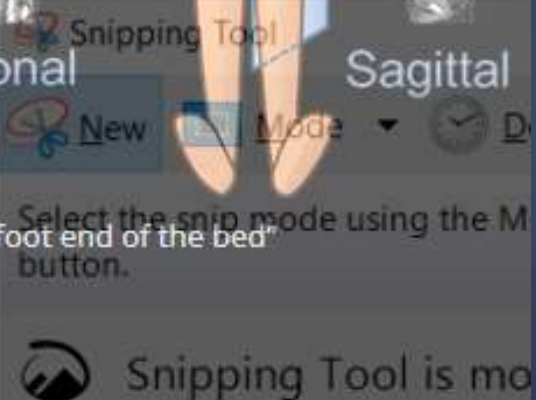 Snipping Tool
onal Sagittal
New Mode
Select the snip mode using the M
foot end of the bed"
button.
Snipping Tool is mo